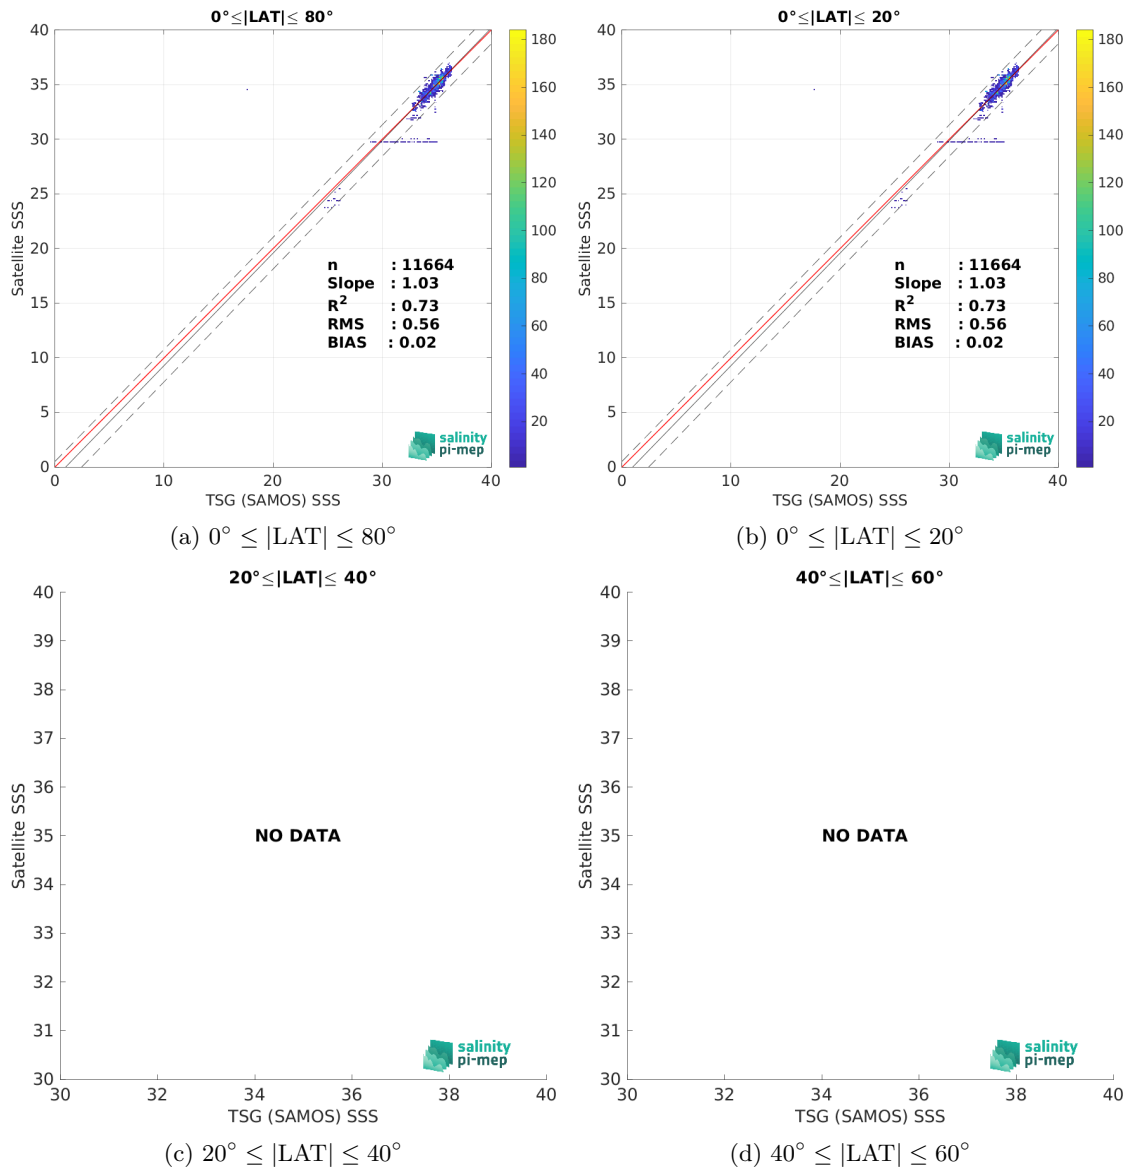 0°≤|LAT|≤ 80°
Satellite SSS
40
35
30
25
20
15
10
5
0
0
10
20
30
40
TSG (SAMOS) SSS
n : 11664
Slope : 1.03
R² : 0.73
RMS : 0.56
BIAS : 0.02
salinity
pi-mep
180
160
140
120
100
80
60
40
20
(a) 0° ≤ |LAT| ≤ 80°
0°≤|LAT|≤ 20°
Satellite SSS
40
35
30
25
20
15
10
5
0
0
10
20
30
40
TSG (SAMOS) SSS
n : 11664
Slope : 1.03
R² : 0.73
RMS : 0.56
BIAS : 0.02
salinity
pi-mep
180
160
140
120
100
80
60
40
20
(b) 0° ≤ |LAT| ≤ 20°
20°≤|LAT|≤ 40°
Satellite SSS
40
39
38
37
36
35
34
33
32
31
30
NO DATA
salinity
pi-mep
30
32
34
36
38
40
TSG (SAMOS) SSS
(c) 20° ≤ |LAT| ≤ 40°
40°≤|LAT|≤ 60°
Satellite SSS
40
39
38
37
36
35
34
33
32
31
30
NO DATA
salinity
pi-mep
30
32
34
36
38
40
TSG (SAMOS) SSS
(d) 40° ≤ |LAT| ≤ 60°